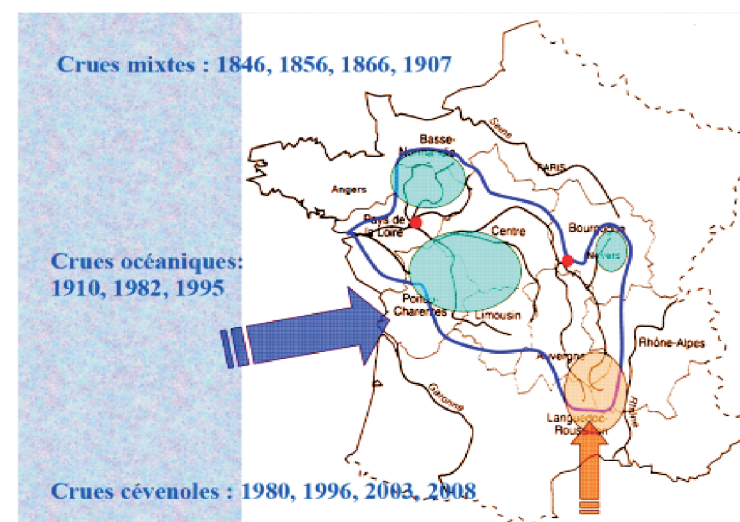 Crues mixtes : 1846, 1856, 1866, 1907
Seine
Basse-
Normandie
PARIS
Angers
Pays de
la Loire
Centre
Bourgogne
Nevers
Crues océaniques:
1910, 1982, 1995
Poitou-
Charentes
Limousin
Rhône-Alpes
Auvergne
Garonne
Rhône
Languedoc-
Roussillon
Crues cévenoles : 1980, 1996, 2003, 2008